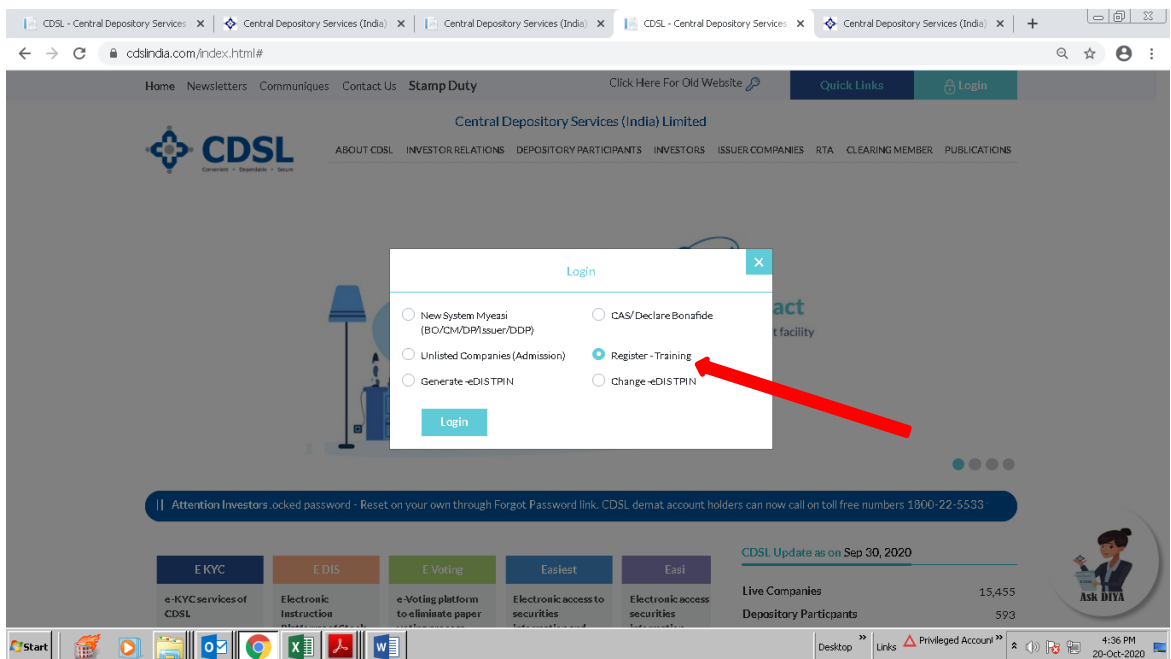 CDSL - Central Depository Services
Central Depository Services (India)
Central Depository Services (India)
CDSL - Central Depository Services
Central Depository Services (India)
cdslindia.com/index.html#
Home Newsletters Communiques Contact Us Stamp Duty
Click Here For Old Website
Quick Links
Login
Central Depository Services (India) Limited
CDSL
Convenient • Dependable • Secure
ABOUT CDSL INVESTOR RELATIONS DEPOSITORY PARTICIPANTS INVESTORS ISSUER COMPANIES RTA CLEARING MEMBER PUBLICATIONS
Login
New System Myeasi
(BO/CM/DP/Issuer/DDP)
CAS/ Declare Bonafide
Unlisted Companies (Admission)
Register - Training
Generate -eDISTPIN
Change -eDISTPIN
Login
act
t facility
Attention Investors .ocked password - Reset on your own through Forgot Password link. CDSL demat account holders can now call on toll free numbers 1800-22-5533
E KYC
E DIS
E Voting
Easiest
Easi
e-KYC services of
CDSL
Electronic
Instruction
e-Voting platform
to eliminate paper
Electronic access to
securities
Electronic access
securities
CDSL Update as on Sep 30, 2020
Live Companies 15,455
Depository Particpants 593
ASK DIYA
Start
Desktop
Links
Privileged Account
4:36 PM
20-Oct-2020